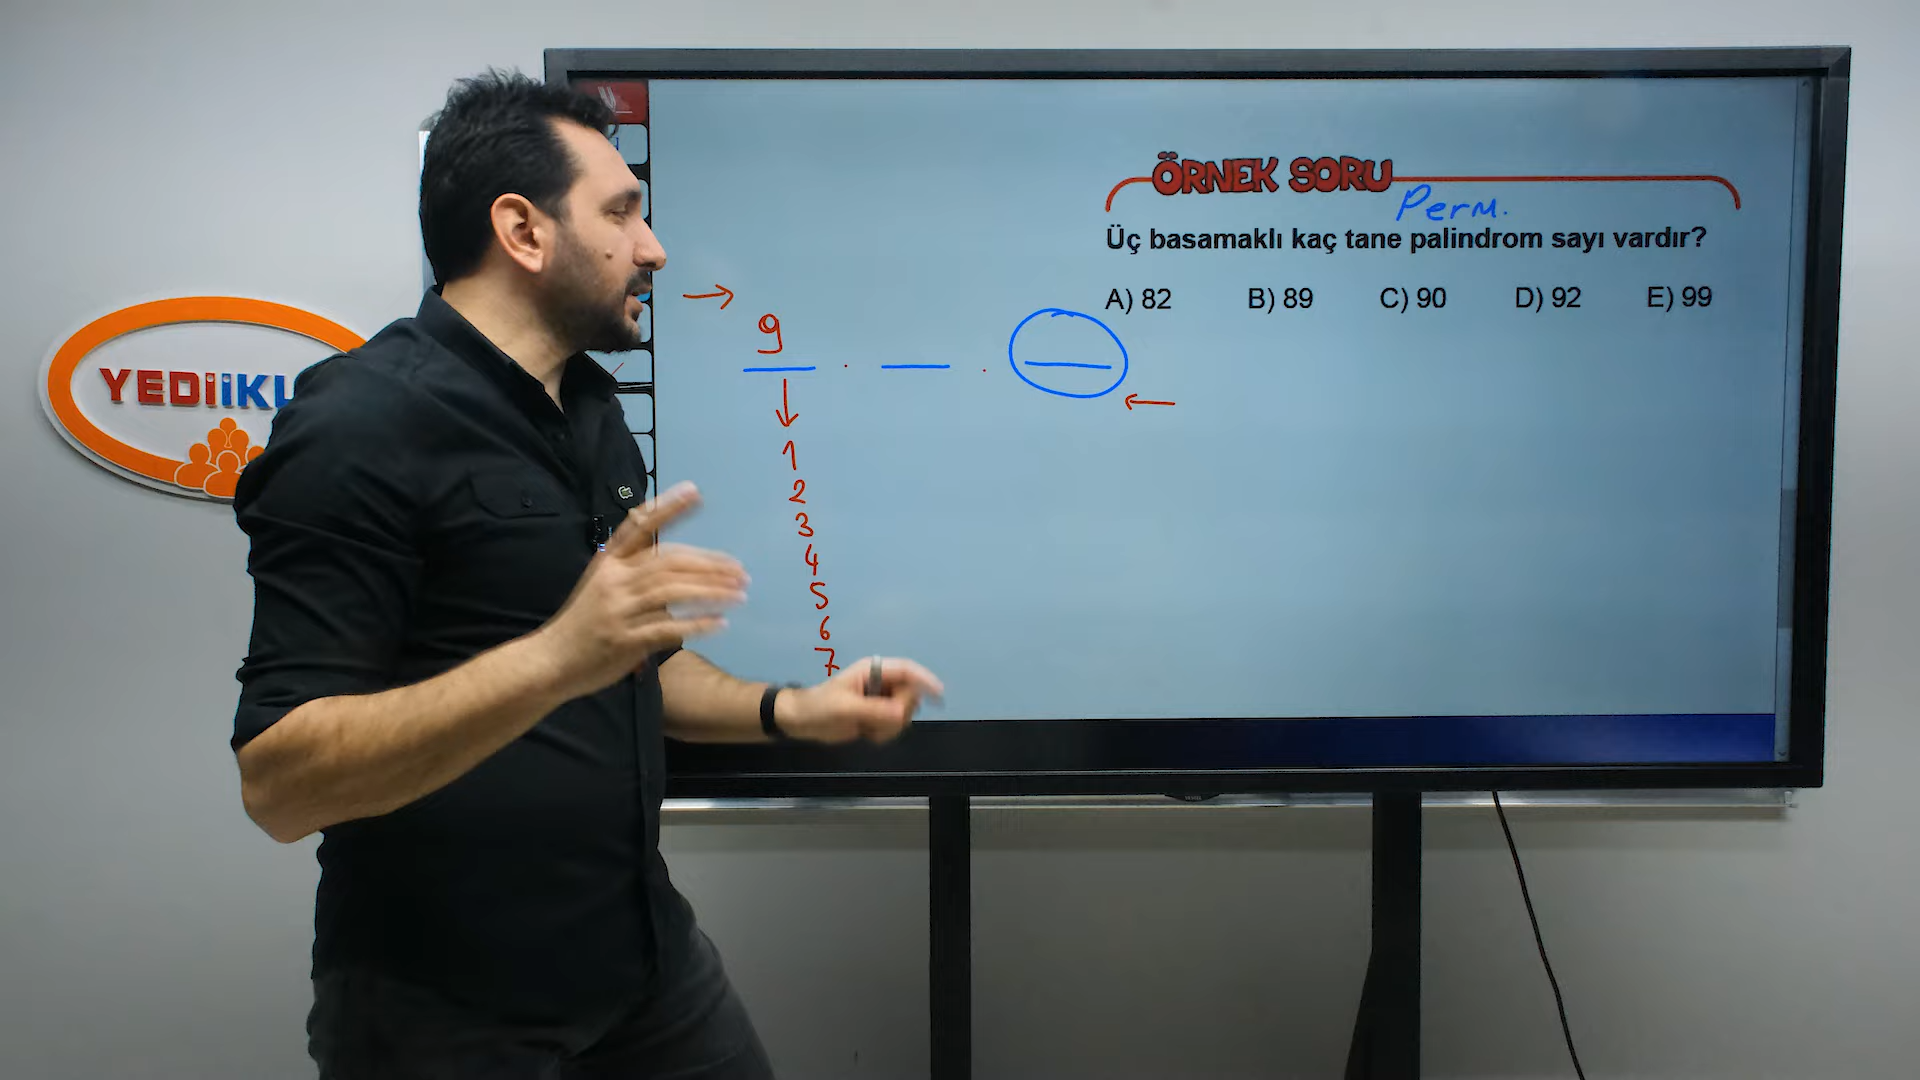 YEDİİKL
ÖRNEK SORU
Perm.
Üç basamaklı kaç tane palindrom sayı vardır?
A) 82 B) 89 C) 90 D) 92 E) 99
9
1
2
3
4
5
6
7